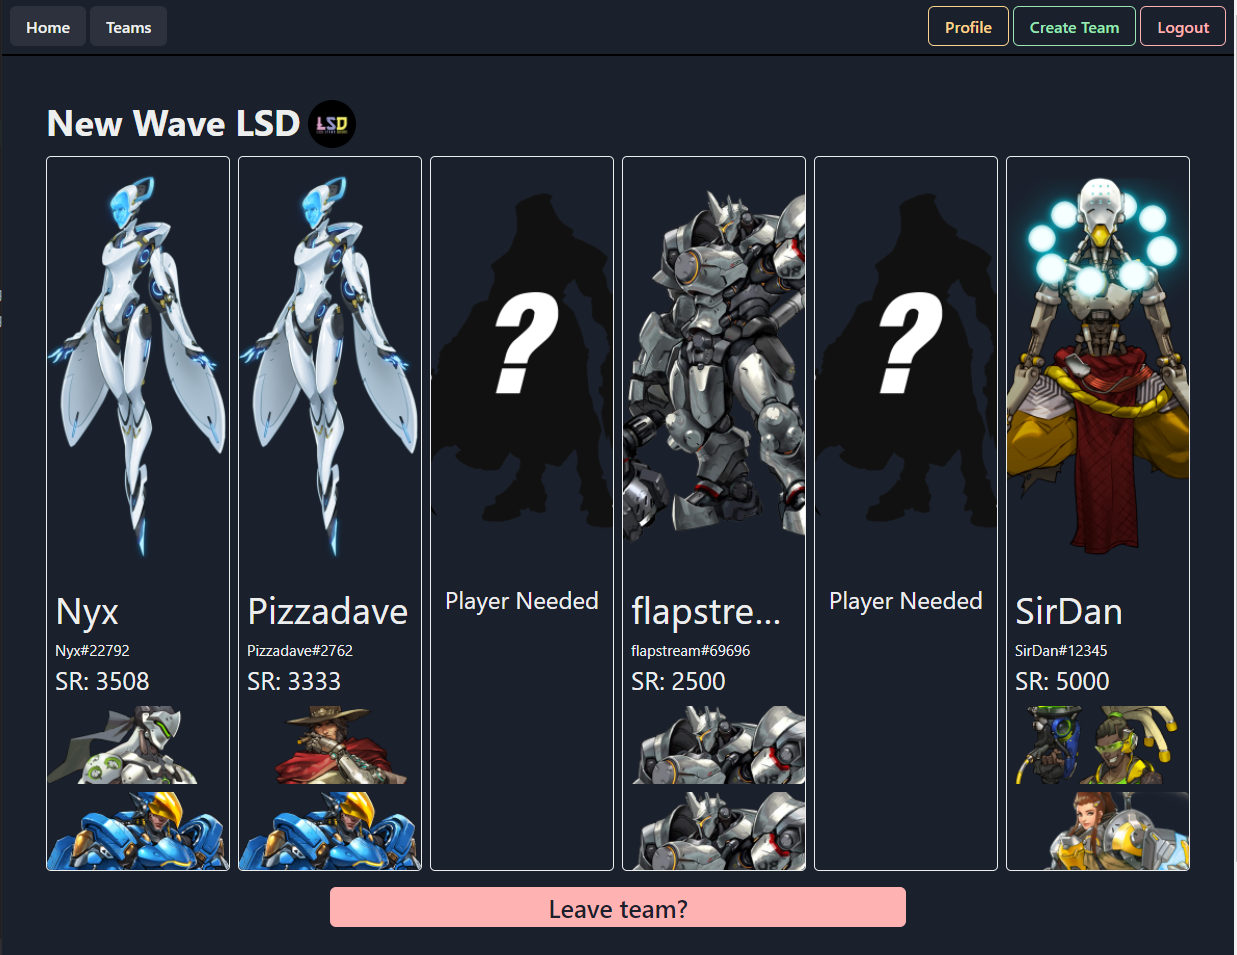 Home
Teams
Profile
Create Team
Logout
New Wave LSD
LSD
?
?
Nyx
Nyx#22792
SR: 3508
Pizzadave
Pizzadave#2762
SR: 3333
Player Needed
flapstre...
flapstream#69696
SR: 2500
Player Needed
SirDan
SirDan#12345
SR: 5000
Leave team?